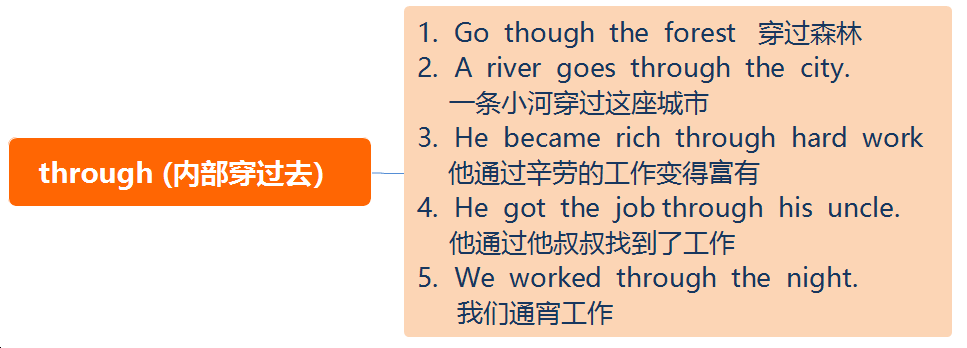 through (内部穿过去)
1. Go though the forest 穿过森林
2. A river goes through the city.
一条小河穿过这座城市
3. He became rich through hard work
他通过辛劳的工作变得富有
4. He got the job through his uncle.
他通过他叔叔找到了工作
5. We worked through the night.
我们通宵工作